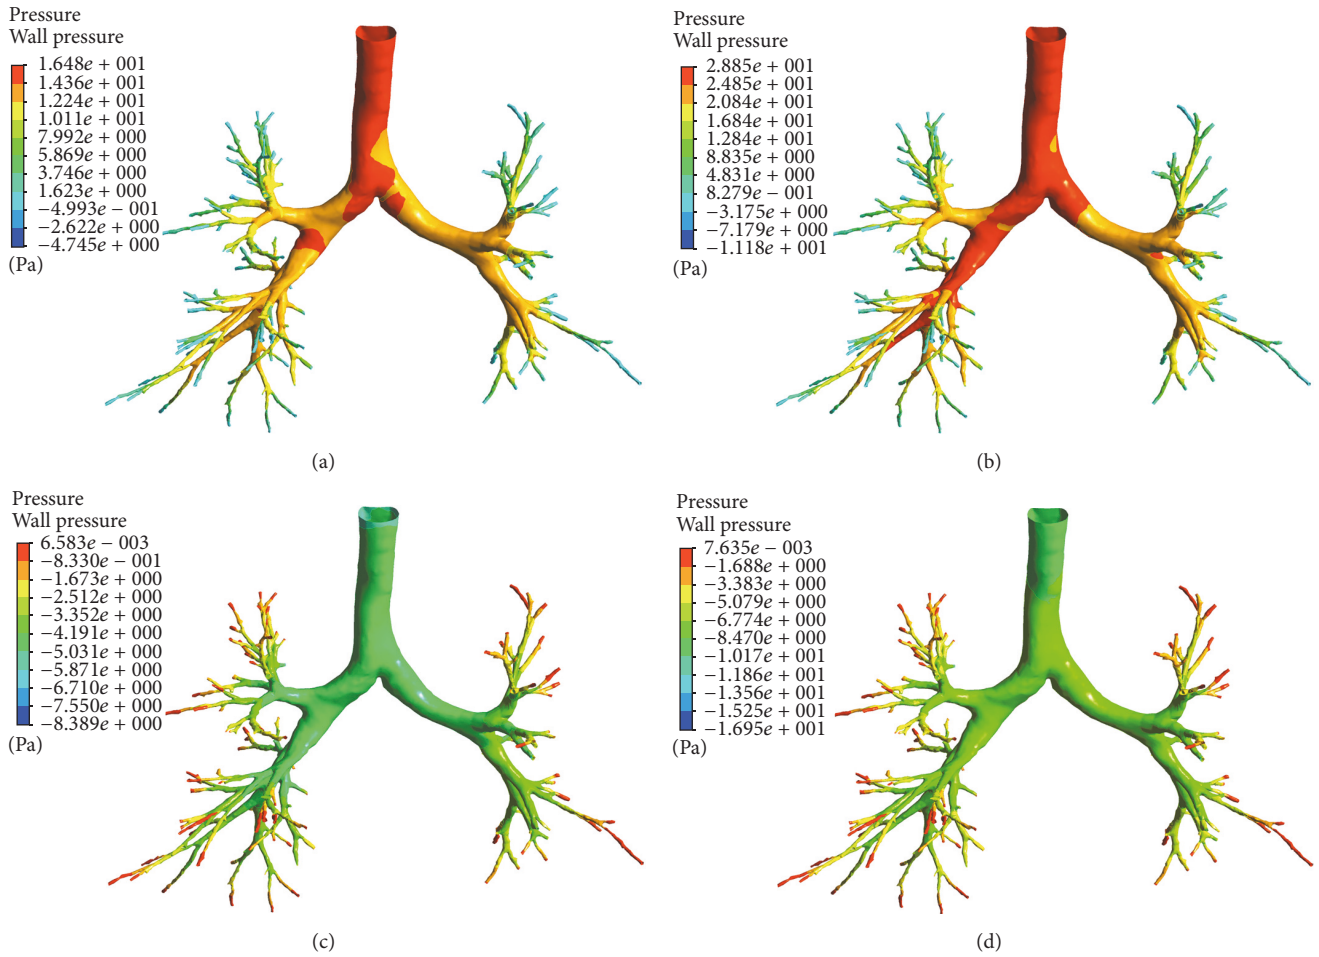 Pressure
Wall pressure
1.648e + 001
1.436e + 001
1.224e + 001
1.011e + 001
7.992e + 000
5.869e + 000
3.746e + 000
1.623e + 000
−4.993e − 001
−2.622e + 000
−4.745e + 000
(Pa)
(a)
Pressure
Wall pressure
2.885e + 001
2.485e + 001
2.084e + 001
1.684e + 001
1.284e + 001
8.835e + 000
4.831e + 000
8.279e − 001
−3.175e + 000
−7.179e + 000
−1.118e + 001
(Pa)
(b)
Pressure
Wall pressure
6.583e − 003
−8.330e − 001
−1.673e + 000
−2.512e + 000
−3.352e + 000
−4.191e + 000
−5.031e + 000
−5.871e + 000
−6.710e + 000
−7.550e + 000
−8.389e + 000
(Pa)
(c)
Pressure
Wall pressure
7.635e − 003
−1.688e + 000
−3.383e + 000
−5.079e + 000
−6.774e + 000
−8.470e + 000
−1.017e + 001
−1.186e + 001
−1.356e + 001
−1.525e + 001
−1.695e + 001
(Pa)
(d)